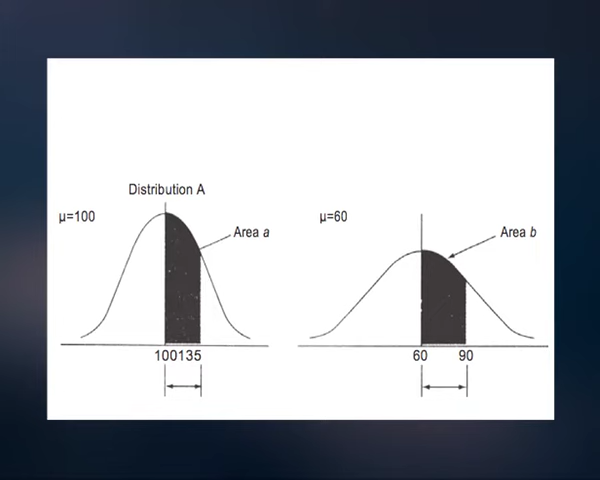 Distribution A
μ=100
Area a
100135
μ=60
Area b
60 90